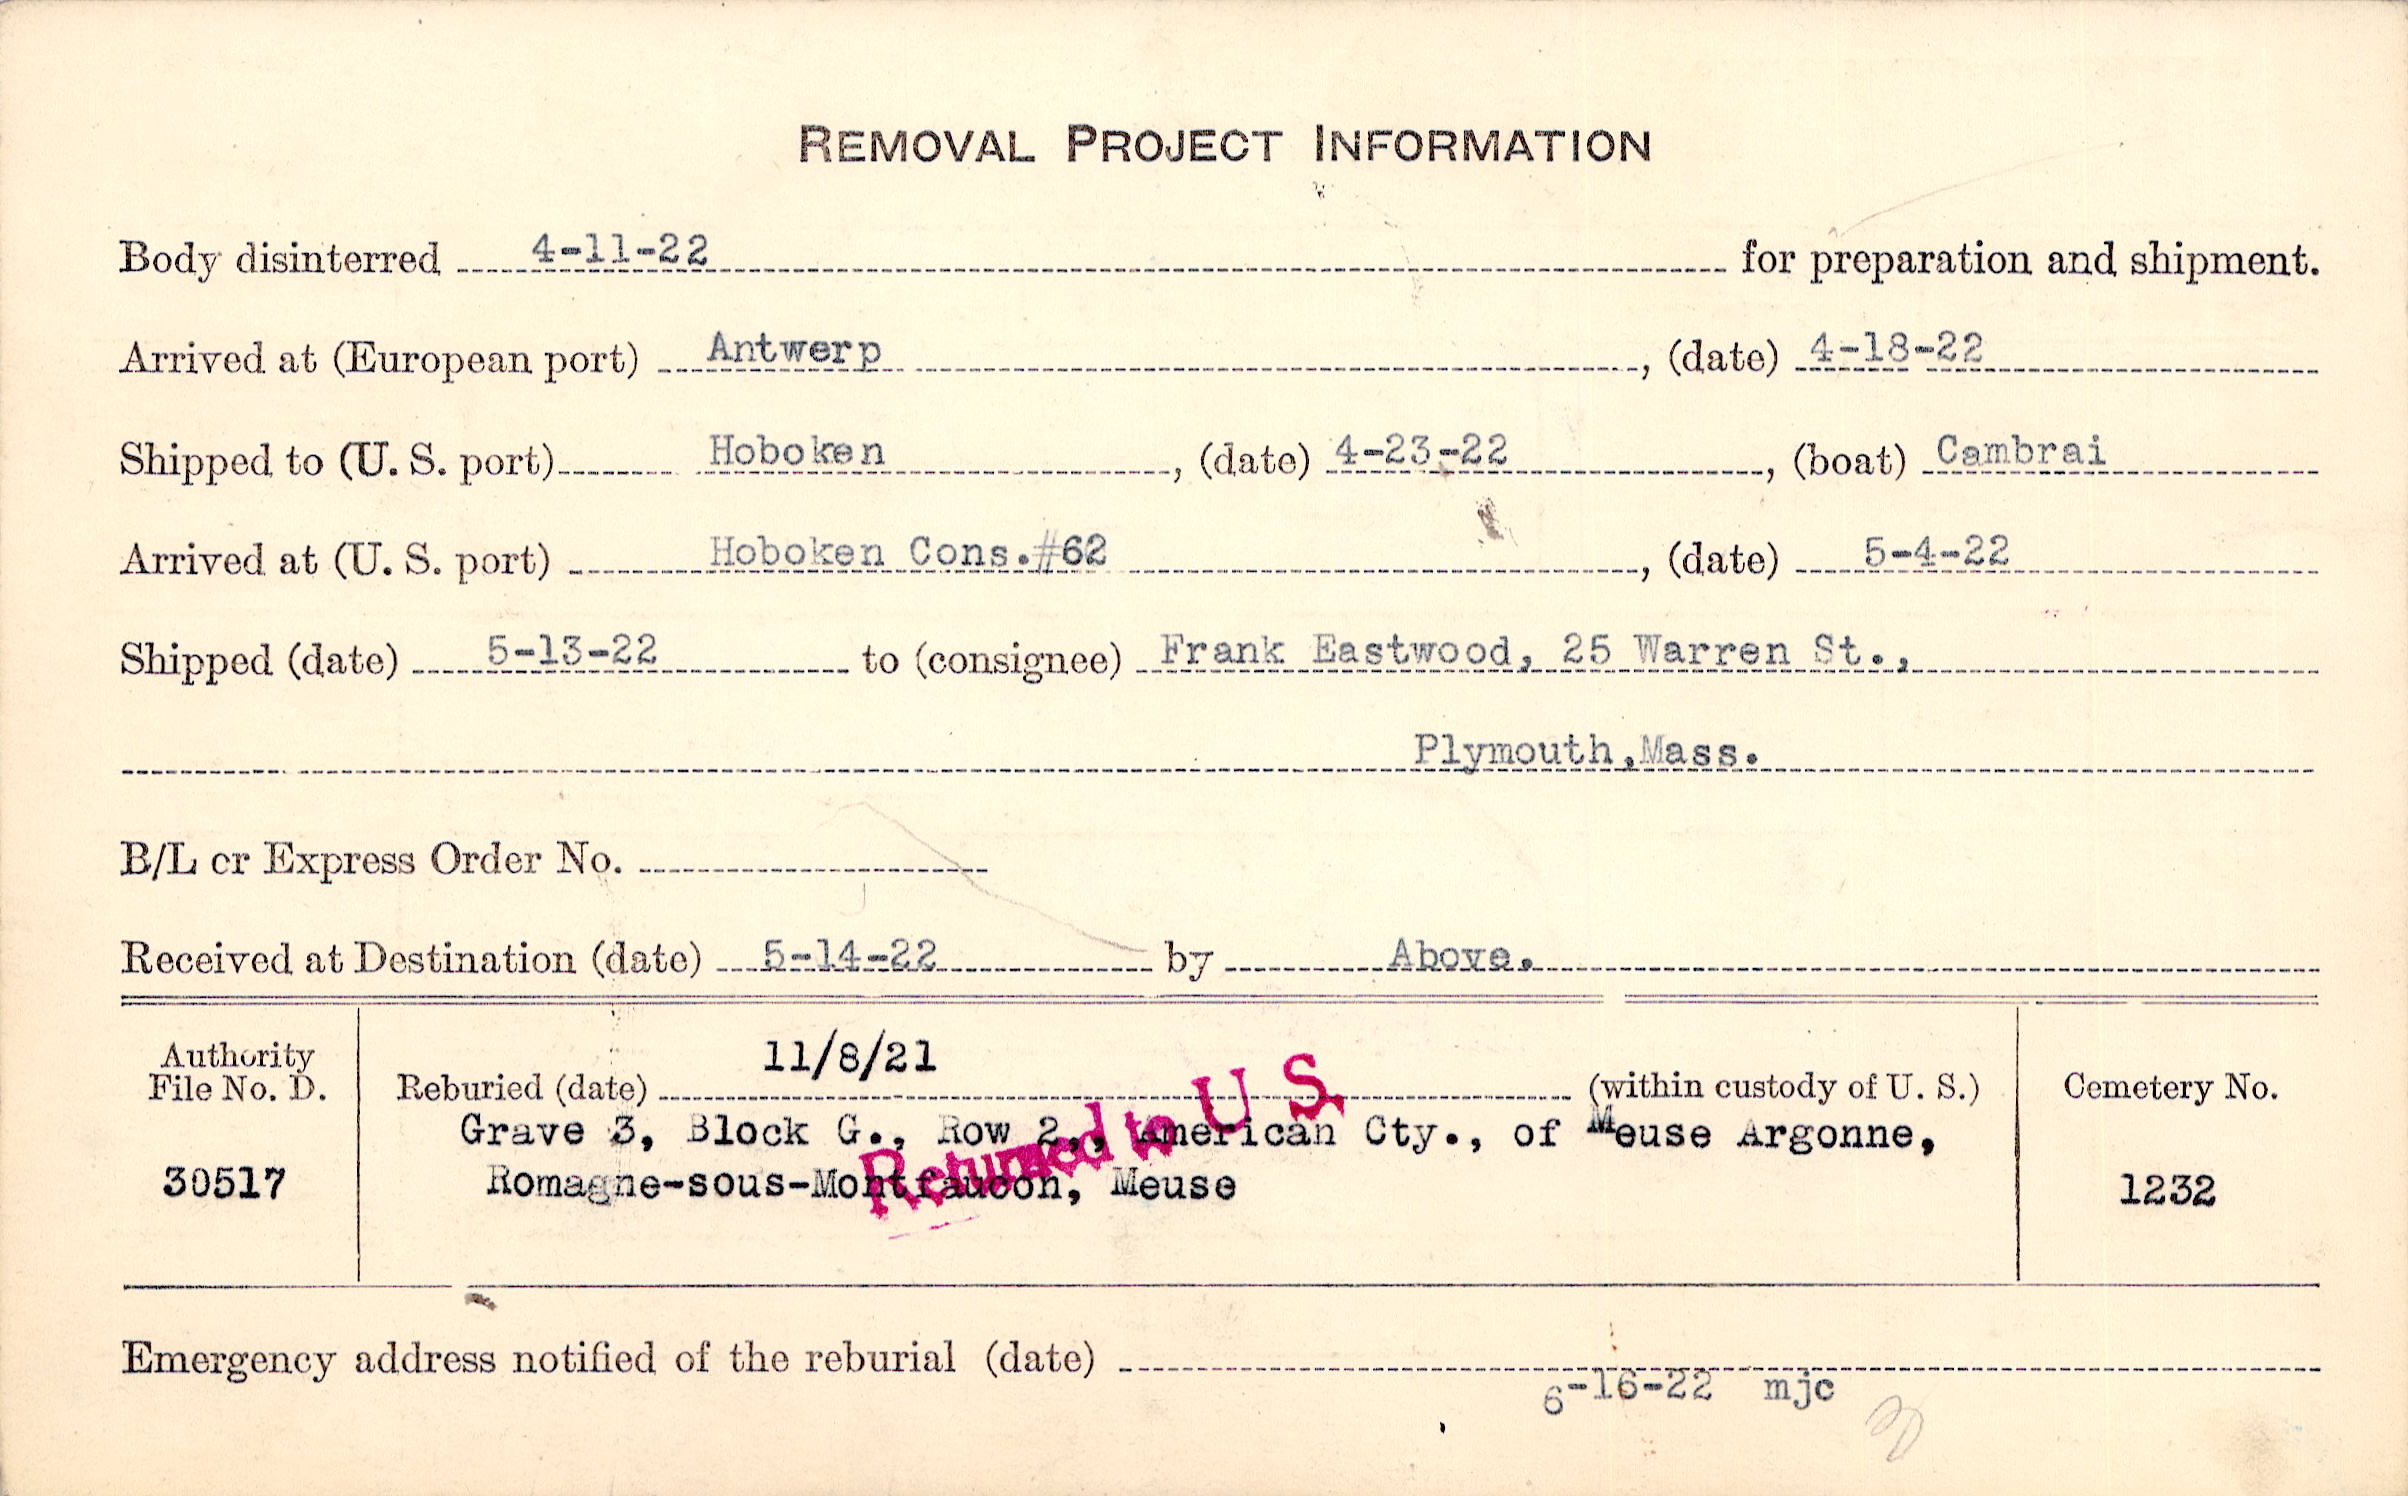 REMOVAL PROJECT INFORMATION
Body disinterred 4-11-22 for preparation and shipment.
Arrived at (European port) Antwerp, (date) 4-18-22
Shipped to (U. S. port) Hoboken, (date) 4-23-22, (boat) Cambrai
Arrived at (U. S. port) Hoboken Cons.#62, (date) 5-4-22
Shipped (date) 5-13-22 to (consignee) Frank Eastwood, 25 Warren St.,
Plymouth,Mass.
B/L or Express Order No.
Received at Destination (date) 5-14-22 by Above.
Authority
File No. D.
30517
Reburied (date) 11/8/21 (within custody of U. S.)
Grave 3, Block G., Row 2,, American Cty., of Meuse Argonne,
Romagne-sous-Montfaucon, Meuse
Returned to U S.
Cemetery No.
1232
Emergency address notified of the reburial (date)
6-16-22 mjc